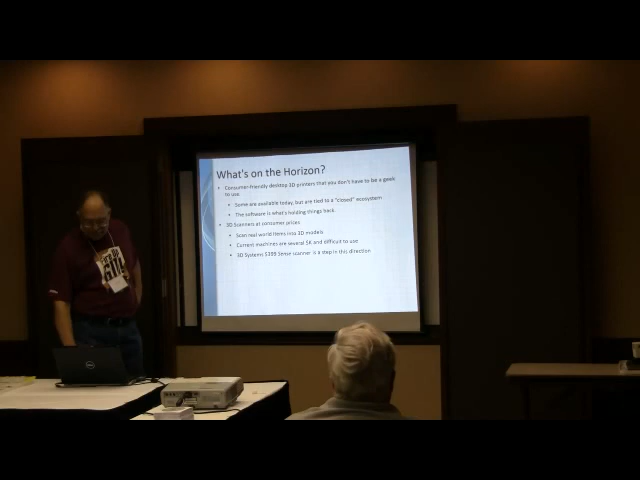 What's on the Horizon?
Consumer-friendly desktop 3D printers that you don't have to be a geek
to use.
Some are available today, but are tied to a "closed" ecosystem
The software is what's holding things back
3D Scanners at consumer prices
Scan real world items into 3D models
Current machines are several $K and difficult to use
3D Systems $399 Sense scanner is a step in this direction
DELL